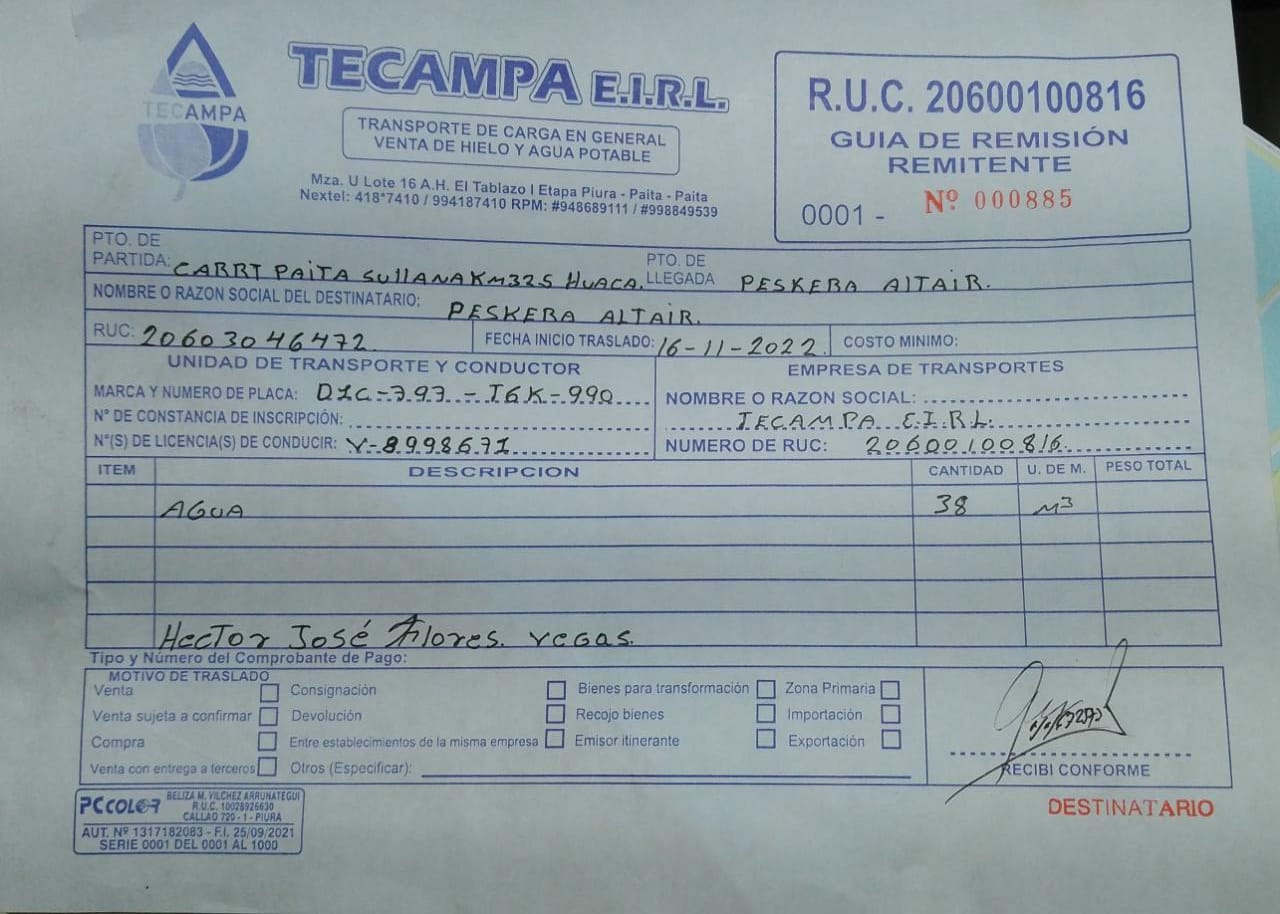 TECAMPA
TECAMPA E.I.R.L.
TRANSPORTE DE CARGA EN GENERAL
VENTA DE HIELO Y AGUA POTABLE
Mza. U Lote 16 A.H. El Tablazo I Etapa Piura - Paita - Paita
Nextel: 418*7410 / 994187410 RPM: #948689111 / #998849539
R.U.C. 20600100816
GUIA DE REMISIÓN
REMITENTE
0001 - Nº 000885
PTO. DE PARTIDA: CARRT PAITA SULLANA KM 32.5 HUACA. PTO. DE LLEGADA PESKERA ALTAIR.
NOMBRE O RAZON SOCIAL DEL DESTINATARIO: PESKERA ALTAIR.
RUC: 20603046472 FECHA INICIO TRASLADO: 16-11-2022. COSTO MINIMO:
UNIDAD DE TRANSPORTE Y CONDUCTOR
MARCA Y NUMERO DE PLACA: D1C-797 - T6K-990
N° DE CONSTANCIA DE INSCRIPCIÓN:
N°(S) DE LICENCIA(S) DE CONDUCIR: V-8998671
EMPRESA DE TRANSPORTES
NOMBRE O RAZON SOCIAL:
TECAMPA E.I.R.L.
NUMERO DE RUC: 20600100816
ITEM DESCRIPCION CANTIDAD U. DE M. PESO TOTAL
AGUA 38 M3
Hector José Flores Vegas.
Tipo y Número del Comprobante de Pago:
MOTIVO DE TRASLADO
Venta Consignación Bienes para transformación Zona Primaria
Venta sujeta a confirmar Devolución Recojo bienes Importación
Compra Entre establecimientos de la misma empresa Emisor itinerante Exportación
Venta con entrega a terceros Otros (Especificar):
RECIBI CONFORME
DESTINATARIO
PC COLOR BELIZA M. VILCHEZ ARRUNATEGUI
R.U.C. 10028926630
CALLAO 720 - 1 - PIURA
AUT. Nº 1317182083 - F.I. 25/09/2021
SERIE 0001 DEL 0001 AL 1000